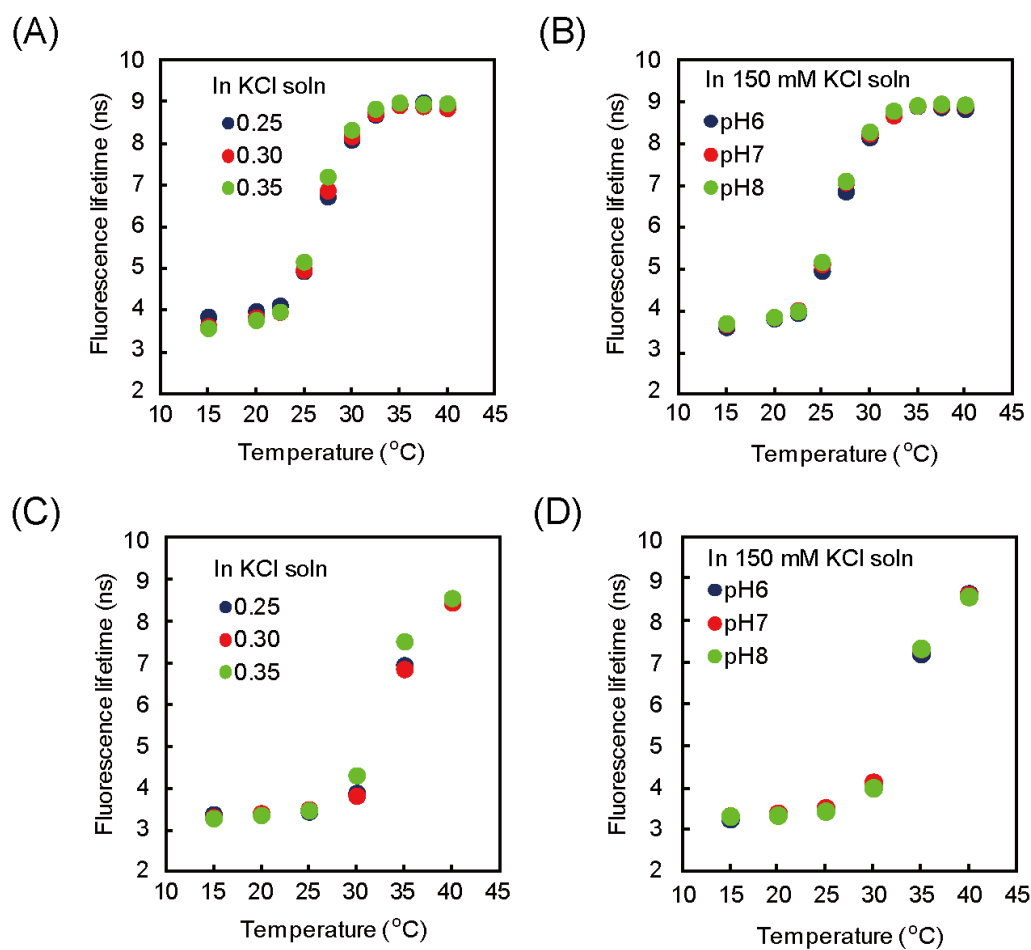 (A)
In KCl soln
0.25
0.30
0.35
Fluorescence lifetime (ns)
10
9
8
7
6
5
4
3
2
10 15 20 25 30 35 40 45
Temperature (°C)
(B)
In 150 mM KCl soln
pH6
pH7
pH8
Fluorescence lifetime (ns)
10
9
8
7
6
5
4
3
2
10 15 20 25 30 35 40 45
Temperature (°C)
(C)
In KCl soln
0.25
0.30
0.35
Fluorescence lifetime (ns)
10
9
8
7
6
5
4
3
2
10 15 20 25 30 35 40 45
Temperature (°C)
(D)
In 150 mM KCl soln
pH6
pH7
pH8
Fluorescence lifetime (ns)
10
9
8
7
6
5
4
3
2
10 15 20 25 30 35 40 45
Temperature (°C)